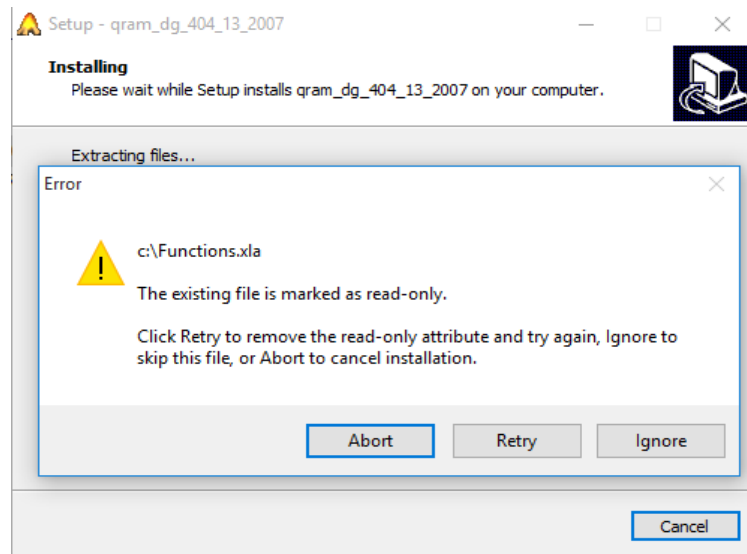 Setup - qram_dg_404_13_2007
Installing
Please wait while Setup installs qram_dg_404_13_2007 on your computer.
Extracting files...
Error
c:\Functions.xla
The existing file is marked as read-only.
Click Retry to remove the read-only attribute and try again, Ignore to
skip this file, or Abort to cancel installation.
Abort
Retry
Ignore
Cancel